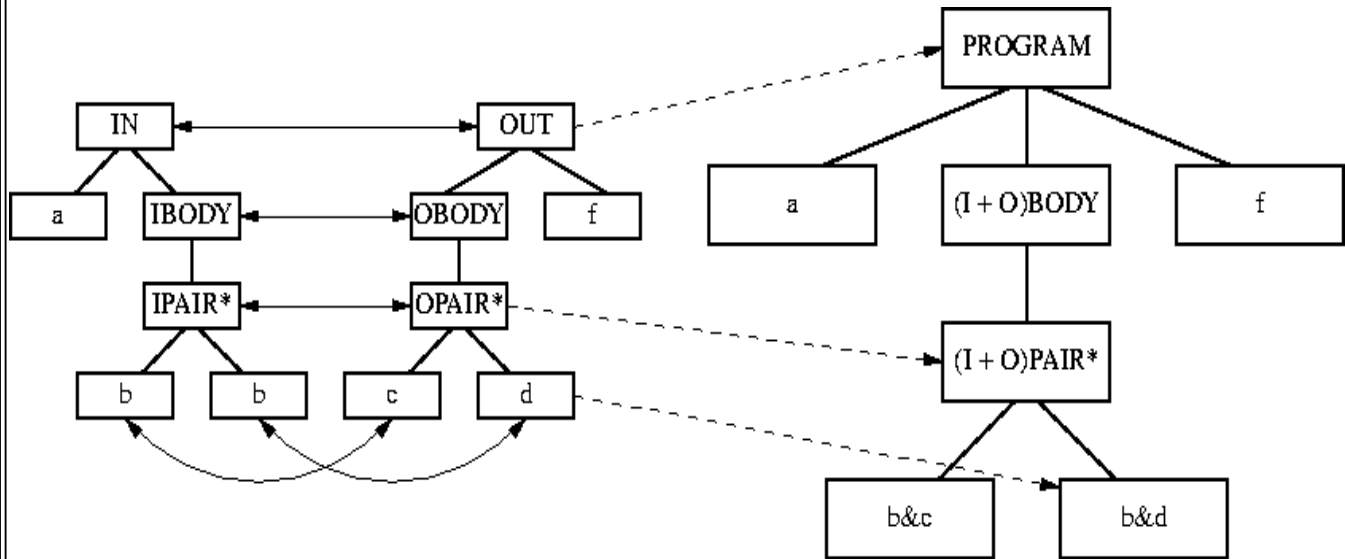 PROGRAM
IN
OUT
a
IBODY
OBODY
f
a
(I + O)BODY
f
IPAIR*
OPAIR*
(I + O)PAIR*
b
b
c
d
b&c
b&d